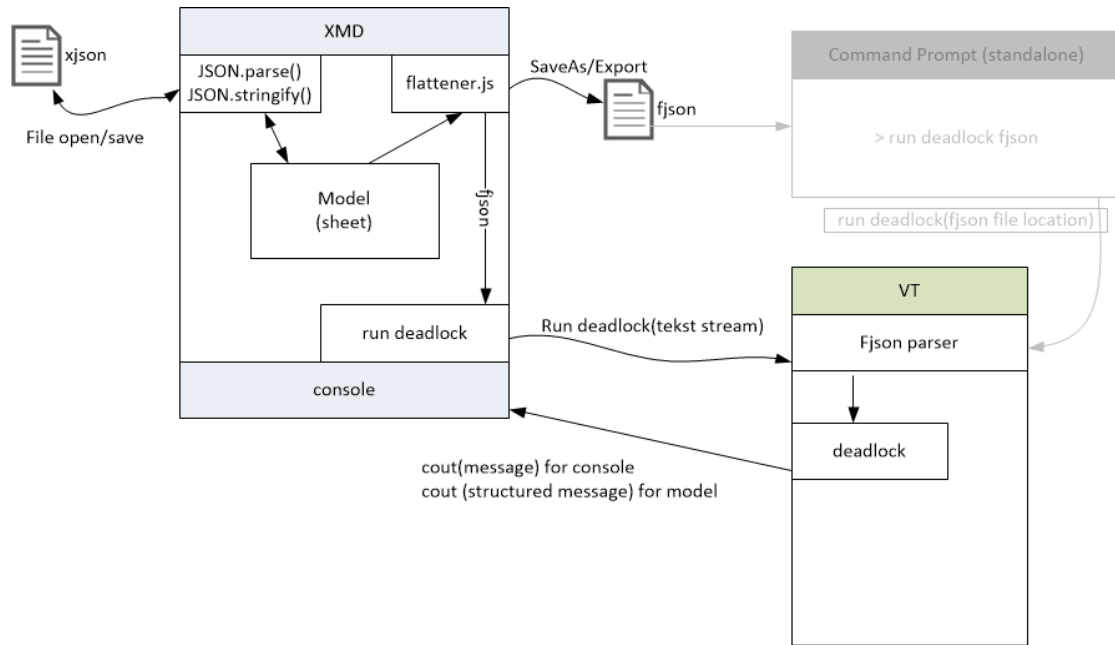 XMD
xjson
JSON.parse()
JSON.stringify()
flattener.js
SaveAs/Export
fjson
Command Prompt (standalone)
> run deadlock fjson
File open/save
Model
(sheet)
fjson
run deadlock(fjson file location)
VT
run deadlock
Run deadlock(tekst stream)
Fjson parser
console
deadlock
cout(message) for console
cout (structured message) for model